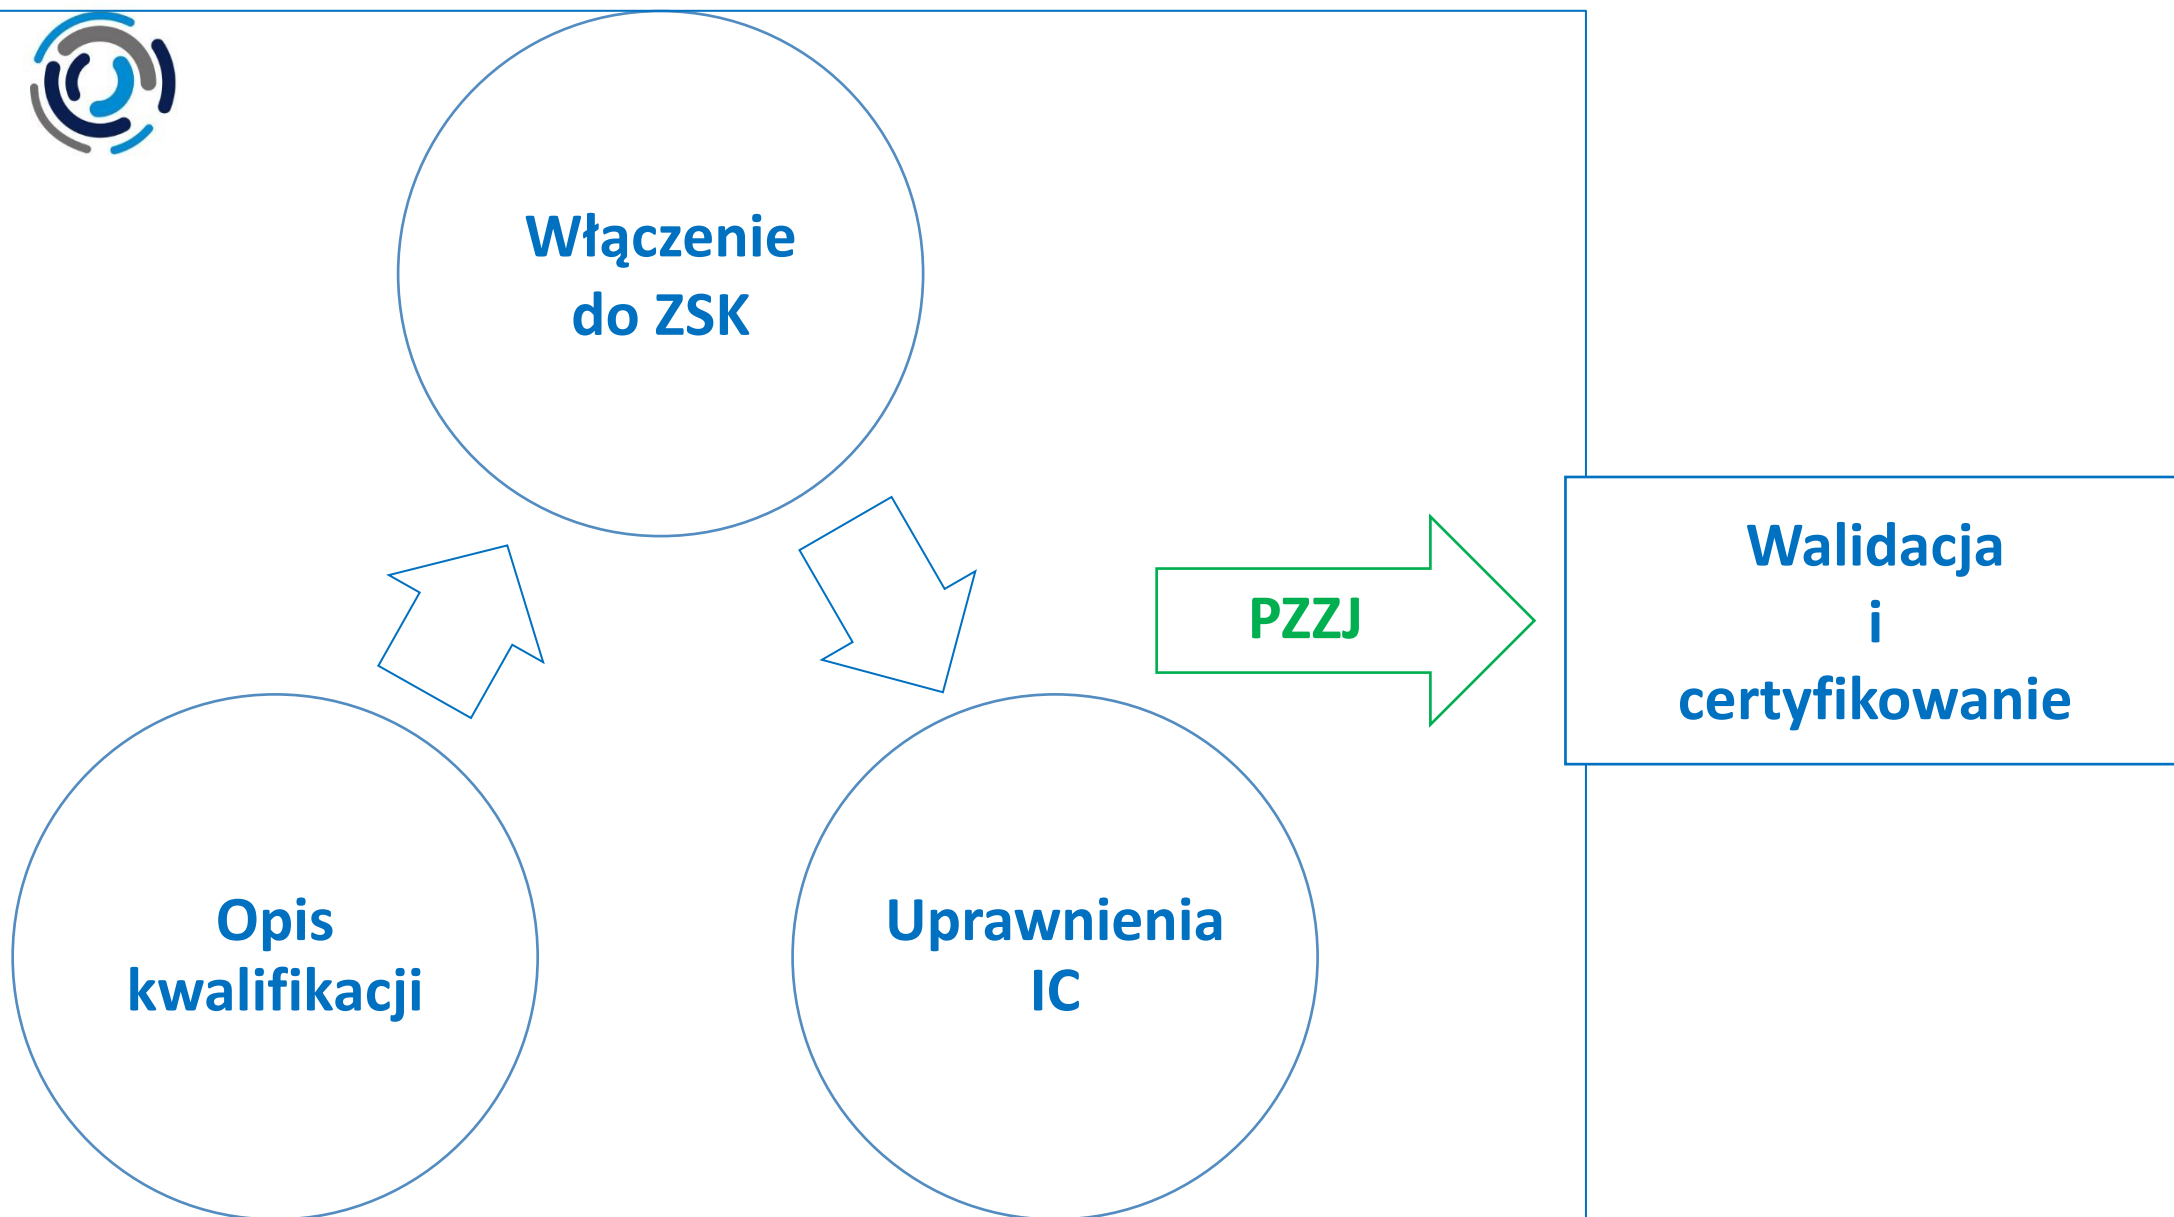 Włączenie
do ZSK
PZZJ
Walidacja
i
certyfikowanie
Opis
kwalifikacji
Uprawnienia
IC